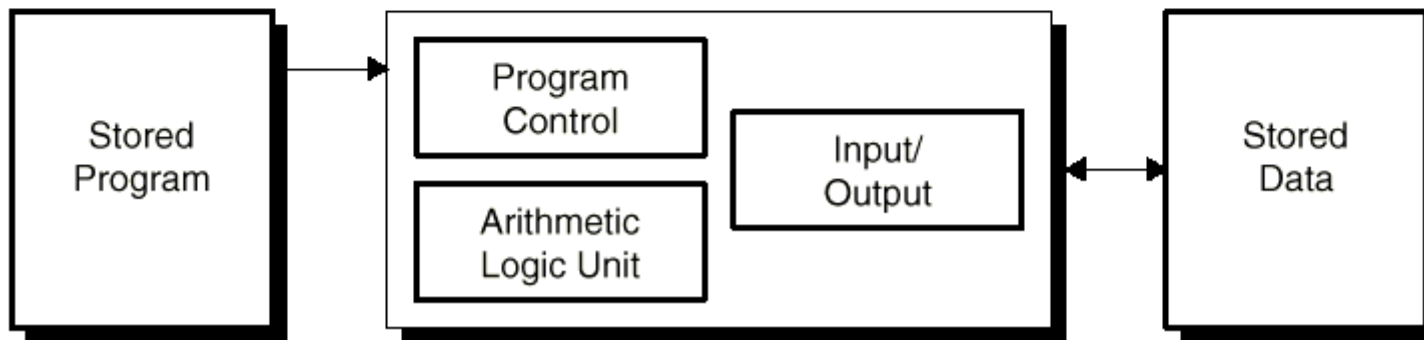 Stored
Program
Program
Control
Arithmetic
Logic Unit
Input/
Output
Stored
Data